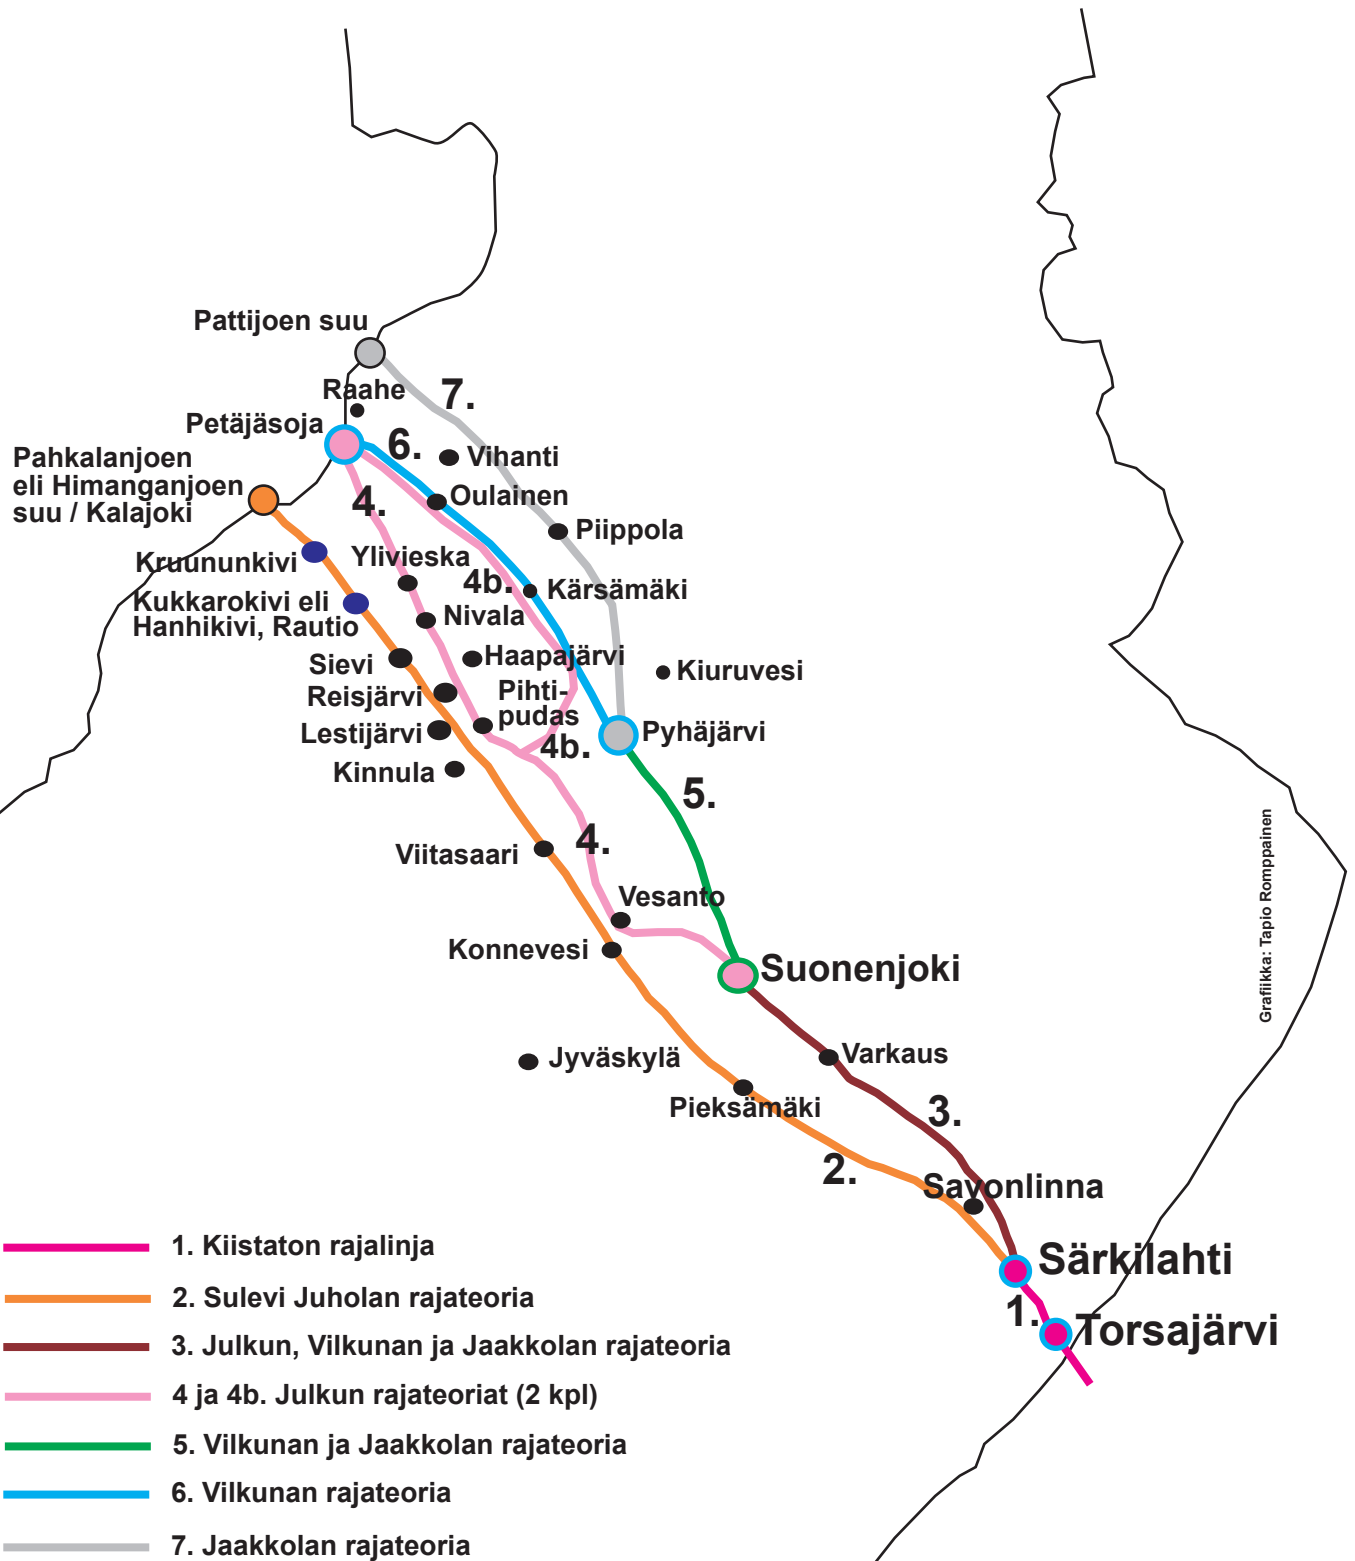 Pattijoen suu
Raahe
7.
Petäjäsoja
6.
Vihanti
Pahkalanjoen
eli Himanganjoen
suu / Kalajoki
4.
Oulainen
Piippola
Kruununkivi
Ylivieska
4b.
Kärsämäki
Kukkarokivi eli
Hanhikivi, Rautio
Nivala
Sievi
Haapajärvi
Kiuruvesi
Reisjärvi
Pihti-
pudas
Lestijärvi
4b.
Pyhäjärvi
Kinnula
5.
Viitasaari
4.
Vesanto
Konnevesi
Suonenjoki
Grafiikka: Tapio Romppainen
Jyväskylä
Varkaus
Pieksämäki
3.
2.
Savonlinna
Särkilahti
1.
Torsajärvi
1. Kiistaton rajalinja
2. Sulevi Juholan rajateoria
3. Julkun, Vilkunan ja Jaakkolan rajateoria
4 ja 4b. Julkun rajateoriat (2 kpl)
5. Vilkunan ja Jaakkolan rajateoria
6. Vilkunan rajateoria
7. Jaakkolan rajateoria